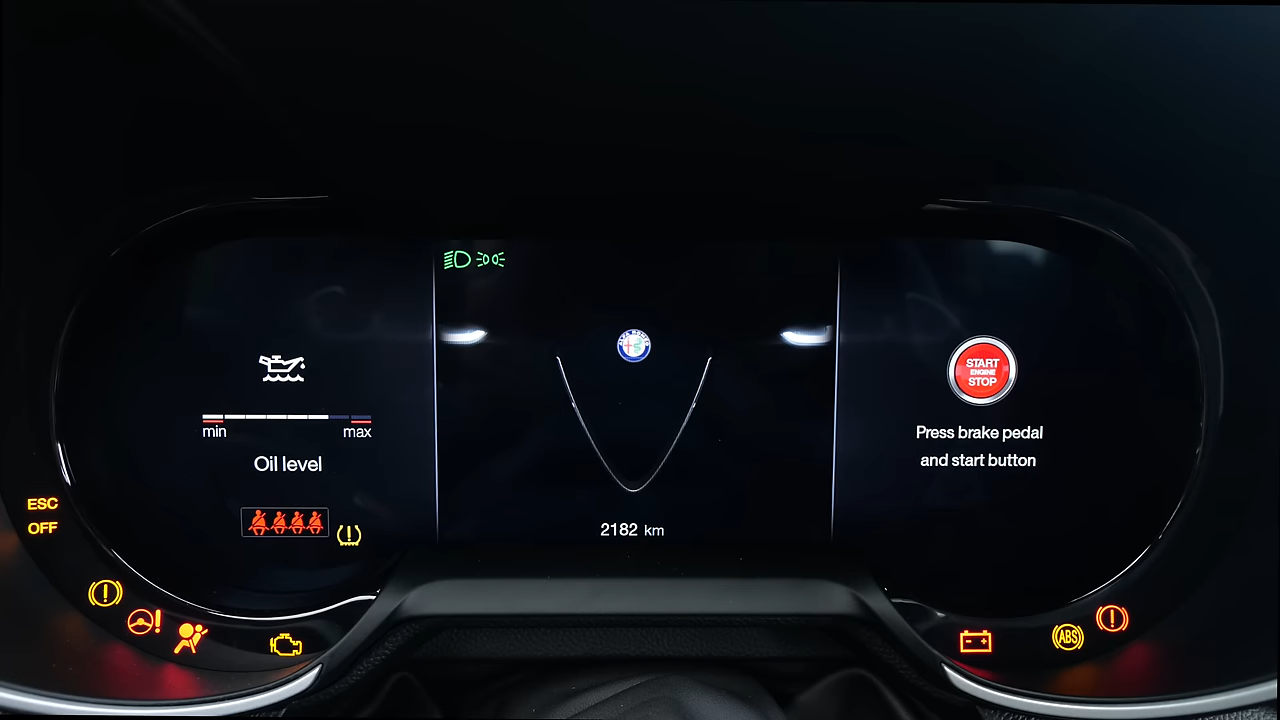 START
ENGINE
STOP
min
max
Press brake pedal
and start button
Oil level
ESC
OFF
2182 km
ABS